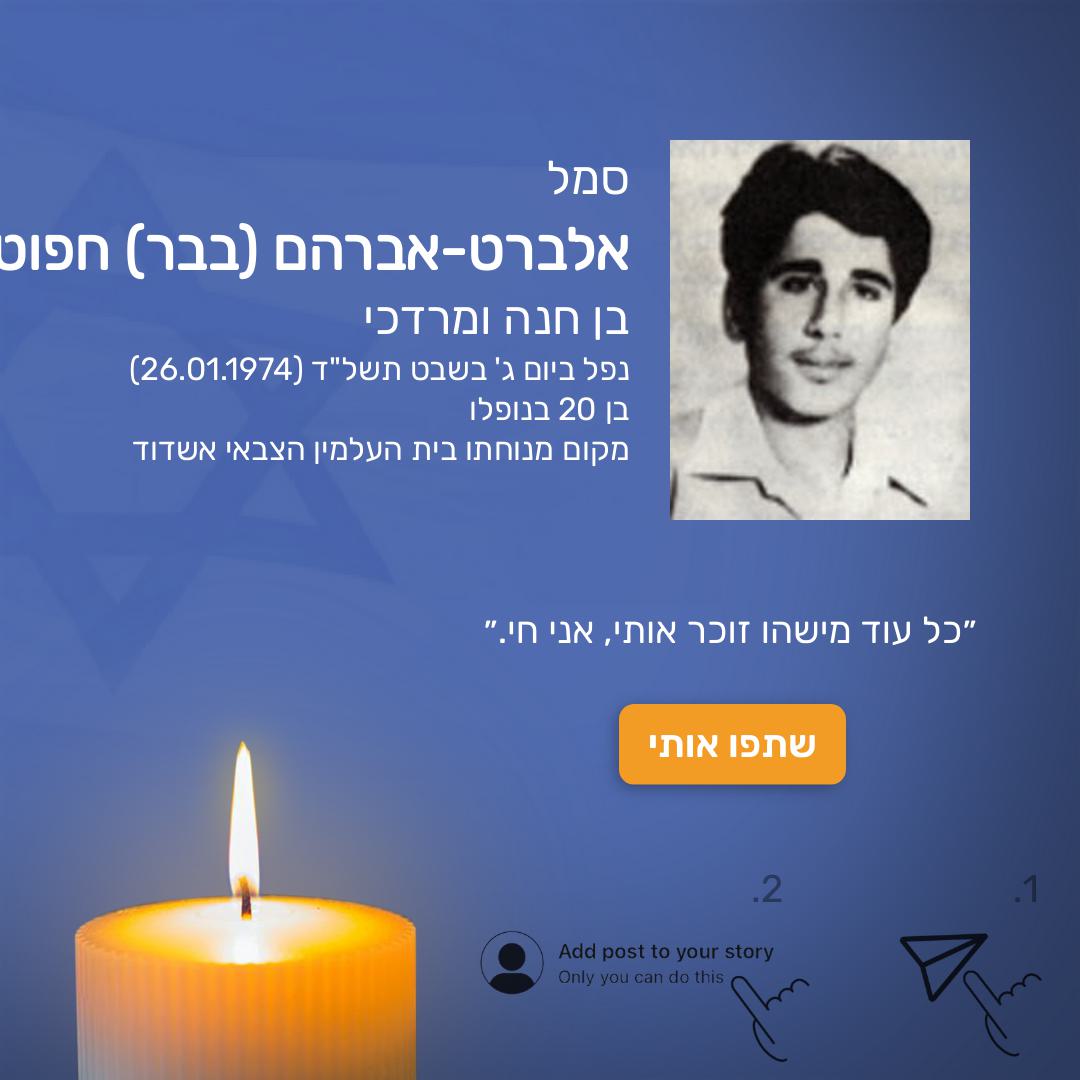 סמל
אלברט-אברהם (בבר) חפוט
בן חנה ומרדכי
נפל ביום ג' בשבט תשל"ד (26.01.1974)
בן 20 בנופלו
מקום מנוחתו בית העלמין הצבאי אשדוד
״כל עוד מישהו זוכר אותי, אני חי.״
שתפו אותי
1.
2.
Add post to your story
Only you can do this